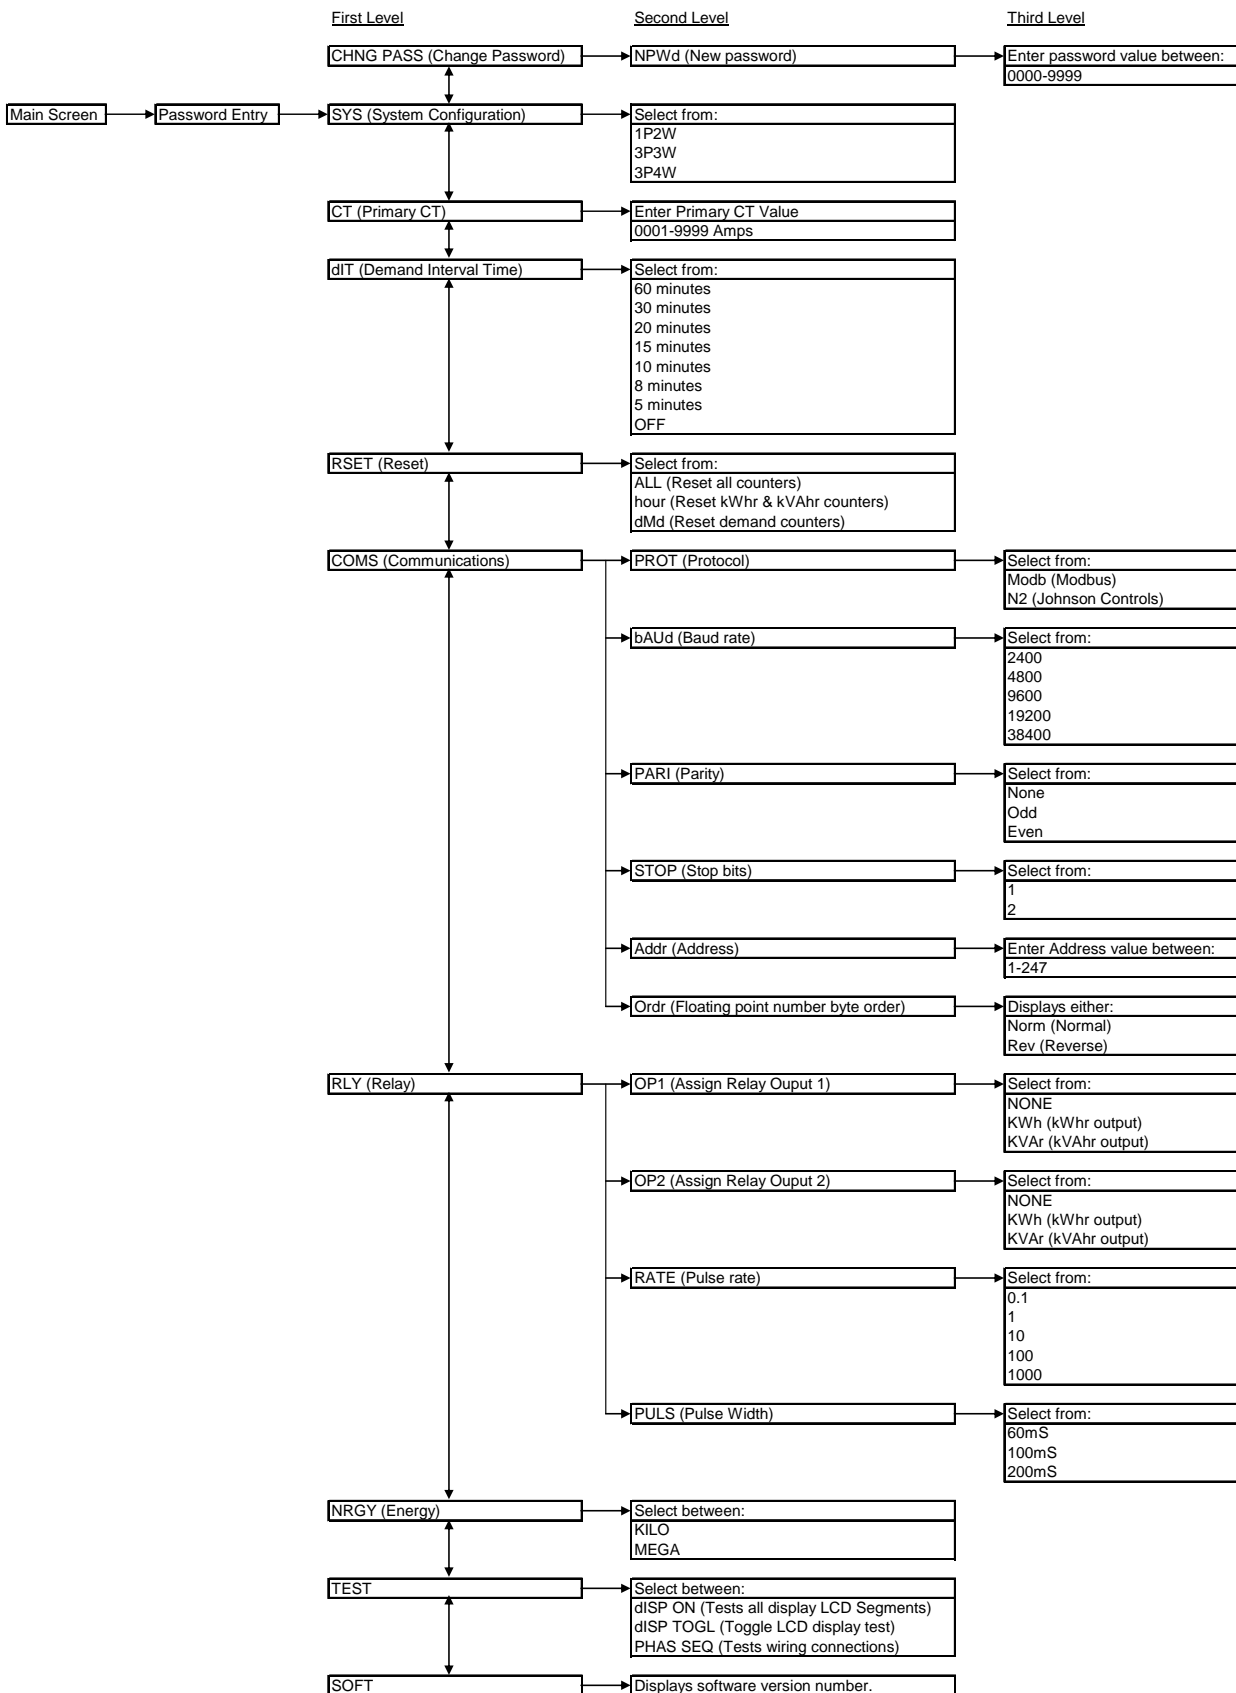 First Level
Second Level
Third Level
CHNG PASS (Change Password)
NPWd (New password)
Enter password value between:
0000-9999
Main Screen
Password Entry
SYS (System Configuration)
Select from:
1P2W
3P3W
3P4W
CT (Primary CT)
Enter Primary CT Value
0001-9999 Amps
dIT (Demand Interval Time)
Select from:
60 minutes
30 minutes
20 minutes
15 minutes
10 minutes
8 minutes
5 minutes
OFF
RSET (Reset)
Select from:
ALL (Reset all counters)
hour (Reset kWhr & kVAhr counters)
dMd (Reset demand counters)
COMS (Communications)
PROT (Protocol)
Select from:
Modb (Modbus)
N2 (Johnson Controls)
bAUd (Baud rate)
Select from:
2400
4800
9600
19200
38400
PARI (Parity)
Select from:
None
Odd
Even
STOP (Stop bits)
Select from:
1
2
Addr (Address)
Enter Address value between:
1-247
Ordr (Floating point number byte order)
Displays either:
Norm (Normal)
Rev (Reverse)
RLY (Relay)
OP1 (Assign Relay Ouput 1)
Select from:
NONE
KWh (kWhr output)
KVAr (kVAhr output)
OP2 (Assign Relay Ouput 2)
Select from:
NONE
KWh (kWhr output)
KVAr (kVAhr output)
RATE (Pulse rate)
Select from:
0.1
1
10
100
1000
PULS (Pulse Width)
Select from:
60mS
100mS
200mS
NRGY (Energy)
Select between:
KILO
MEGA
TEST
Select between:
dISP ON (Tests all display LCD Segments)
dISP TOGL (Toggle LCD display test)
PHAS SEQ (Tests wiring connections)
SOFT
Displays software version number.